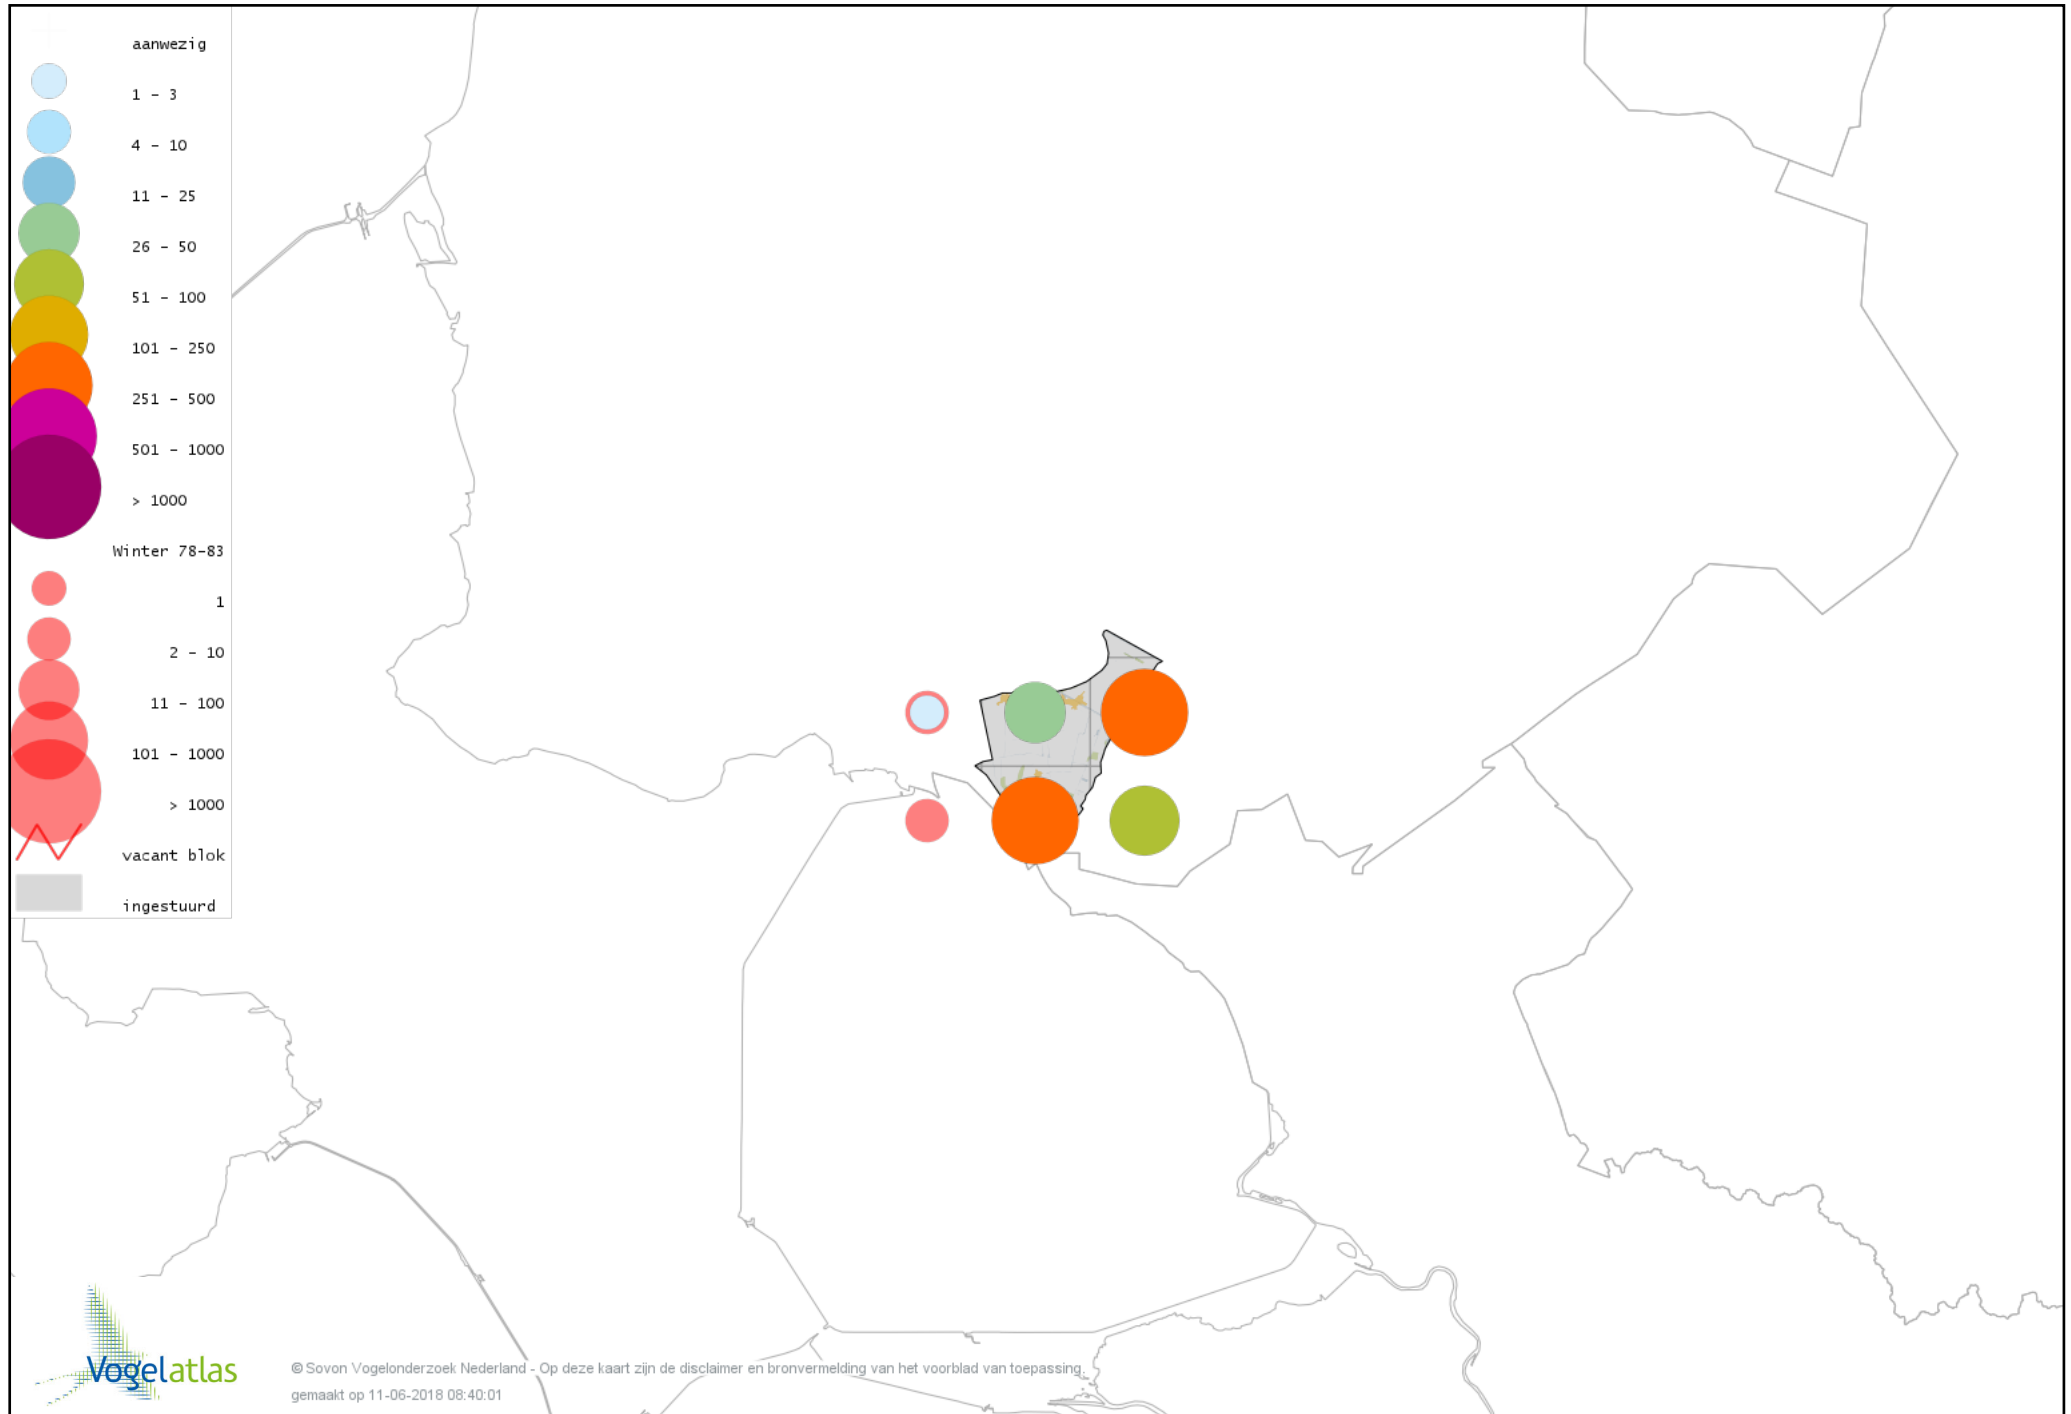 aanwezig
1 - 3
4 - 10
11 - 25
26 - 50
51 - 100
101 - 250
251 - 500
501 - 1000
> 1000
Winter 78-83
1
2 - 10
11 - 100
101 - 1000
> 1000
vacant blok
ingestuurd
Vogelatlas
© Sovon Vogelonderzoek Nederland - Op deze kaart zijn de disclaimer en bronvermelding van het voorblad van toepassing.
gemaakt op 11-06-2018 08:40:01